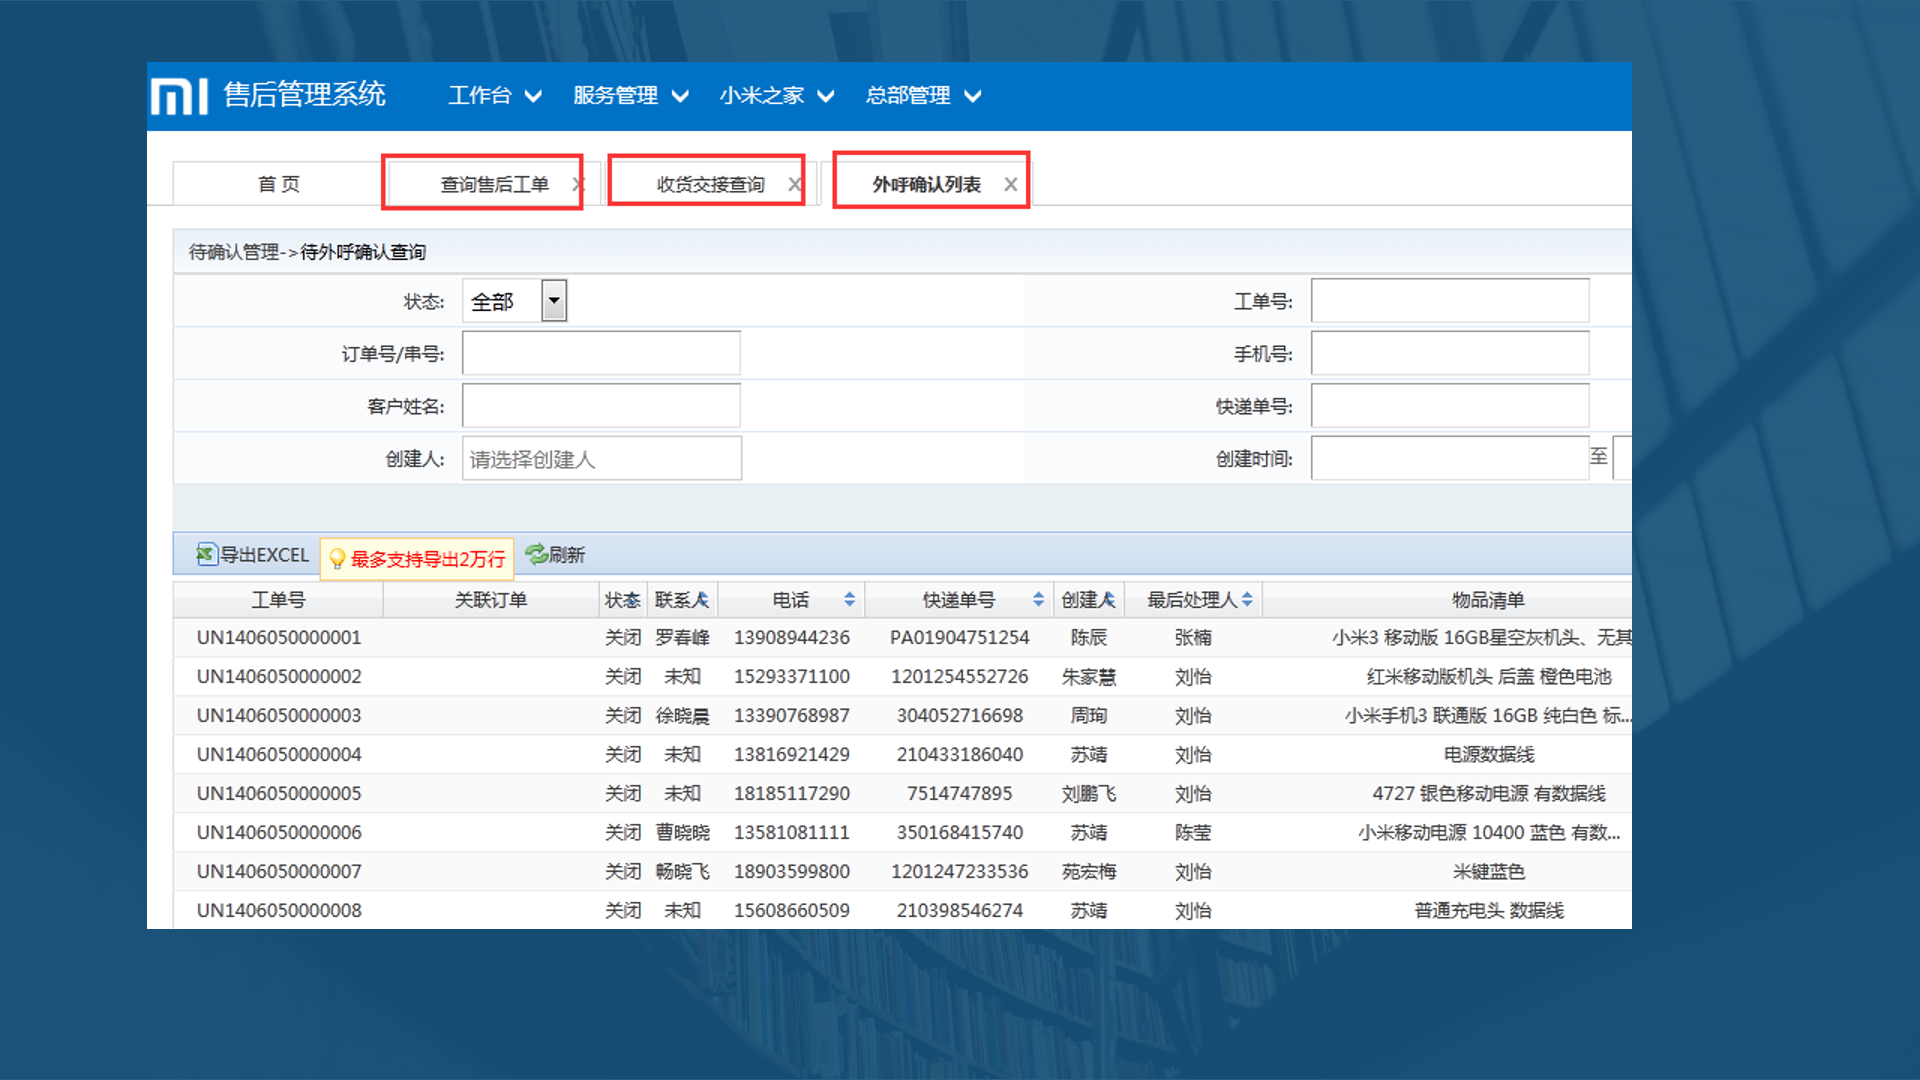 MI 售后管理系统 工作台 服务管理 小米之家 总部管理
首 页 查询售后工单 收货交接查询 外呼确认列表
待确认管理->待外呼确认查询
状态: 全部 工单号:
订单号/串号: 手机号:
客户姓名: 快递单号:
创建人: 请选择创建人 创建时间: 至
导出EXCEL 最多支持导出2万行 刷新
工单号 关联订单 状态 联系人 电话 快递单号 创建人 最后处理人 物品清单
UN1406050000001 关闭 罗春峰 13908944236 PA01904751254 陈辰 张楠 小米3 移动版 16GB星空灰机头、无其
UN1406050000002 关闭 未知 15293371100 1201254552726 朱家慧 刘怡 红米移动版机头 后盖 橙色电池
UN1406050000003 关闭 徐晓晨 13390768987 304052716698 周珣 刘怡 小米手机3 联通版 16GB 纯白色 标...
UN1406050000004 关闭 未知 13816921429 210433186040 苏靖 刘怡 电源数据线
UN1406050000005 关闭 未知 18185117290 7514747895 刘鹏飞 刘怡 4727 银色移动电源 有数据线
UN1406050000006 关闭 曹晓晓 13581081111 350168415740 苏靖 陈莹 小米移动电源 10400 蓝色 有数...
UN1406050000007 关闭 畅晓飞 18903599800 1201247233536 苑宏梅 刘怡 米键蓝色
UN1406050000008 关闭 未知 15608660509 210398546274 苏靖 刘怡 普通充电头 数据线